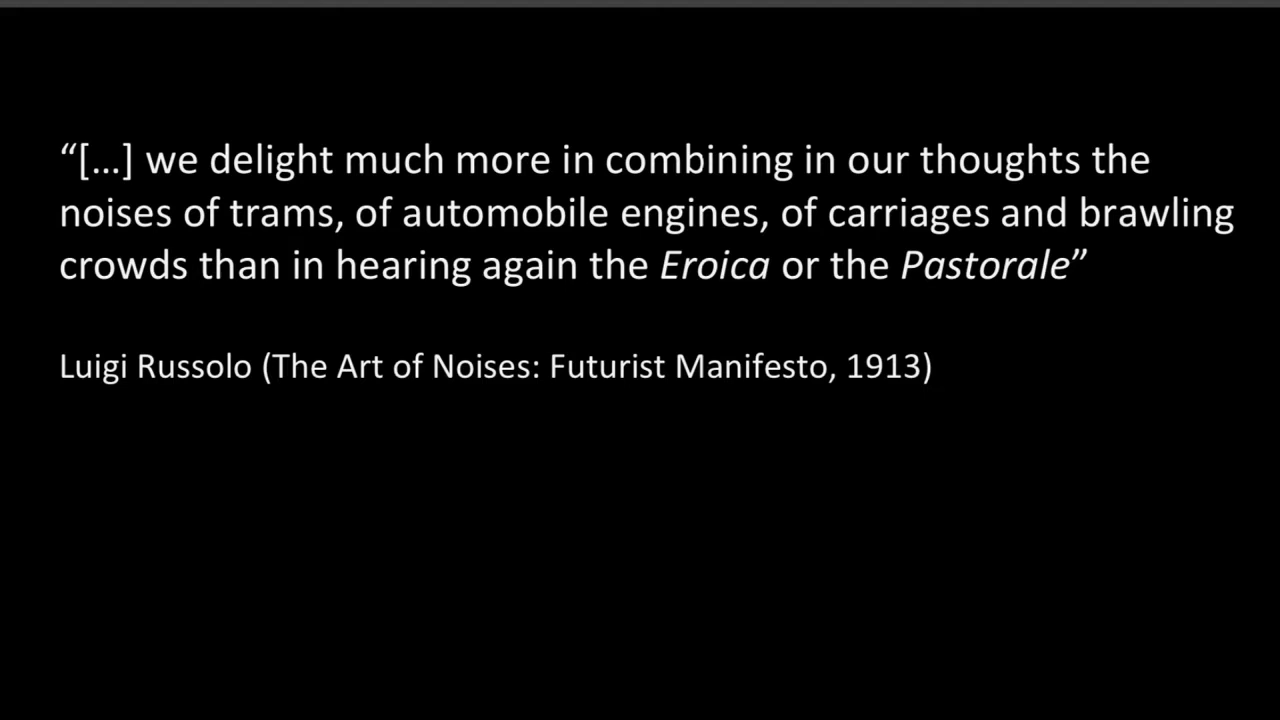 “[…] we delight much more in combining in our thoughts the
noises of trams, of automobile engines, of carriages and brawling
crowds than in hearing again the Eroica or the Pastorale”
Luigi Russolo (The Art of Noises: Futurist Manifesto, 1913)